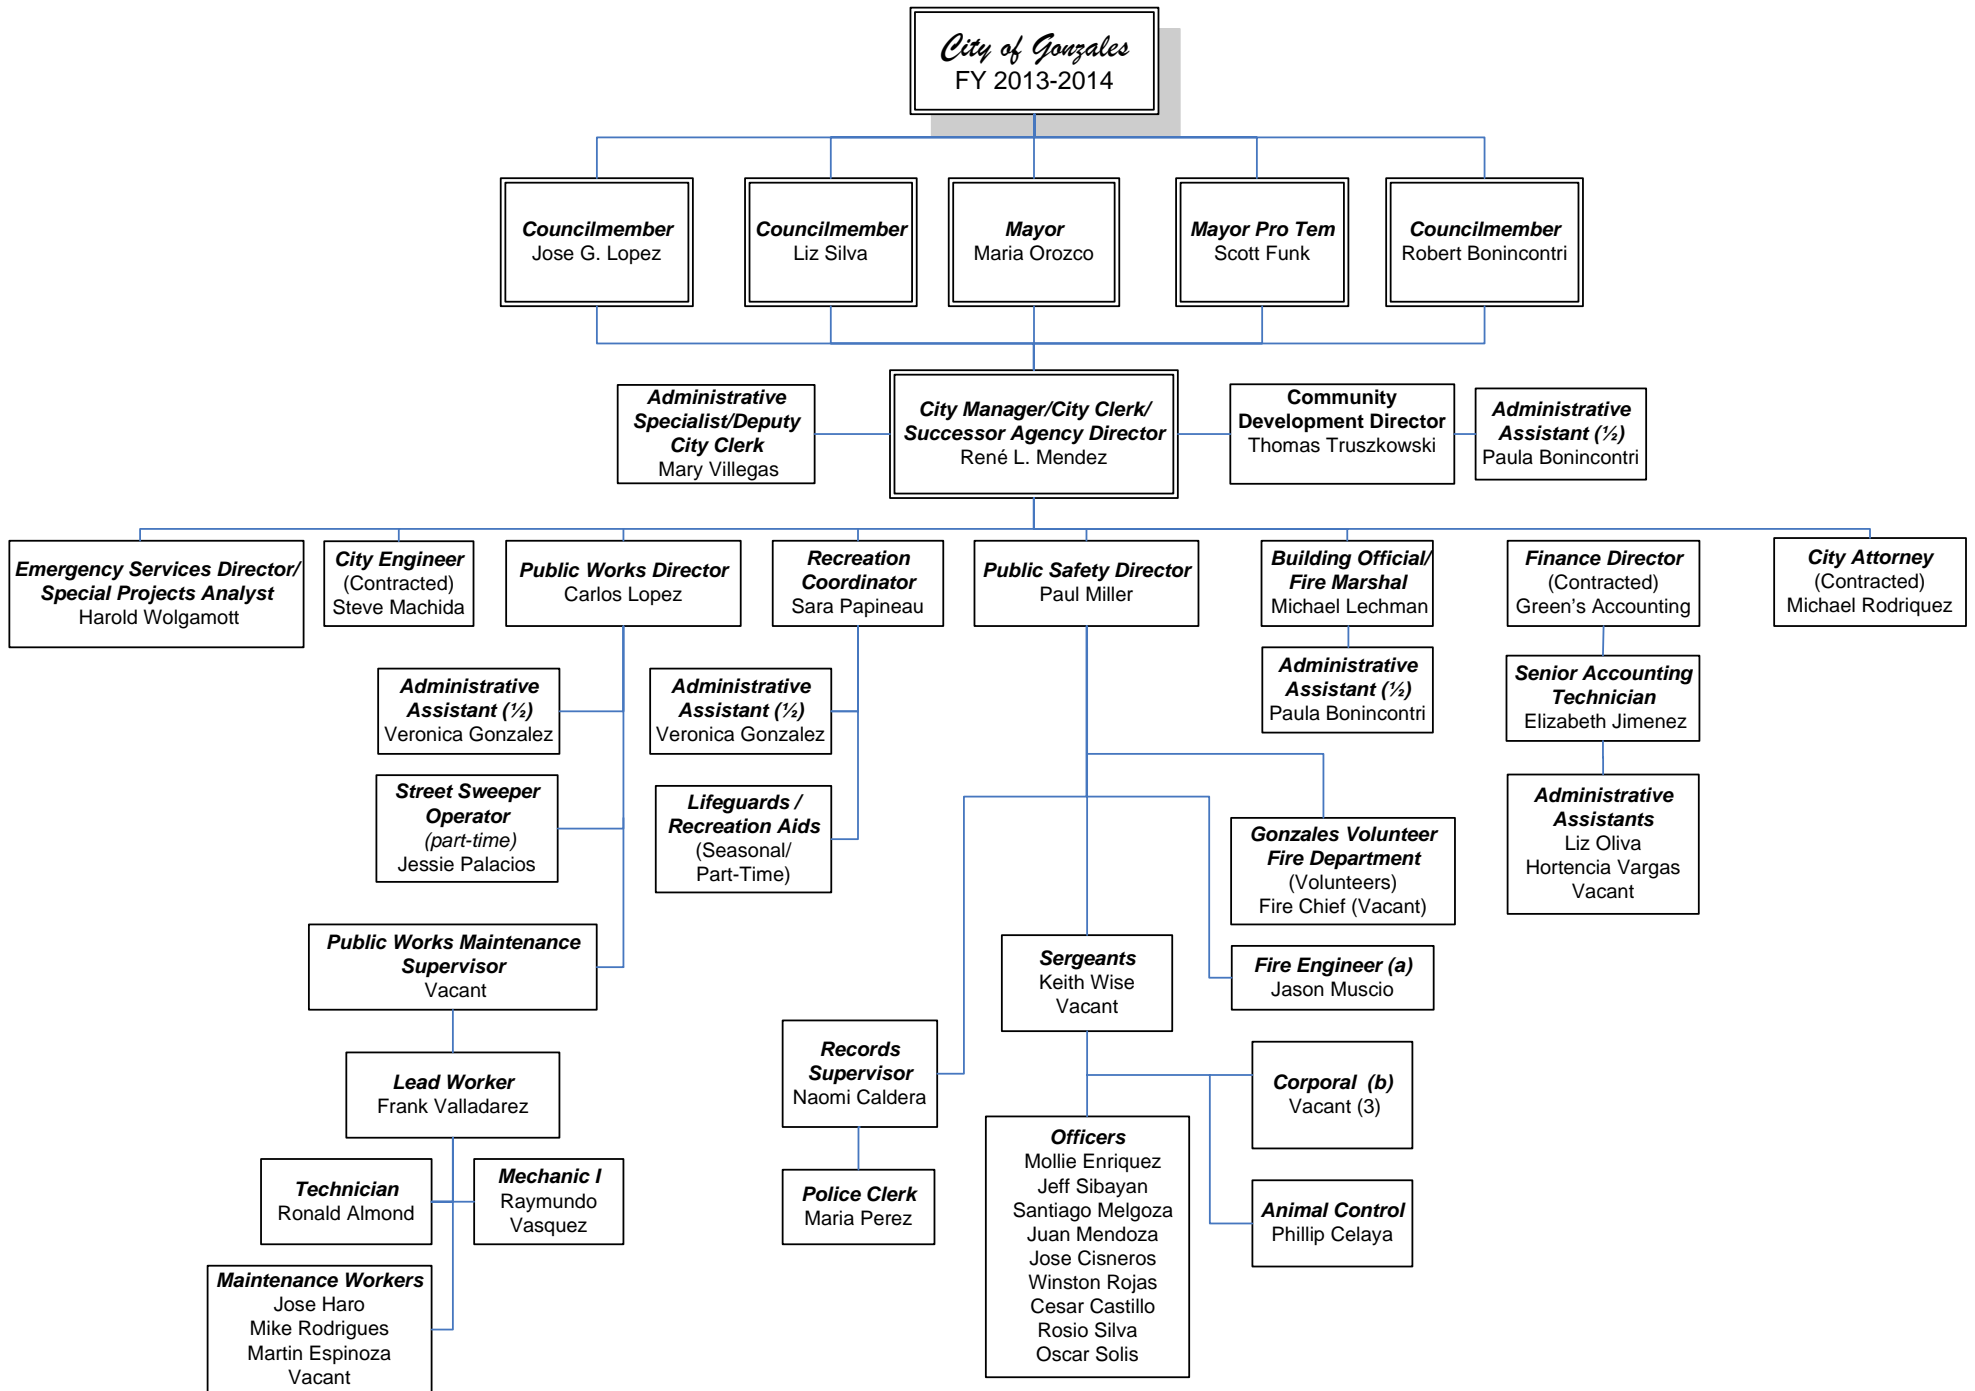 City of Gonzales
FY 2013-2014
Councilmember
Jose G. Lopez
Councilmember
Liz Silva
Mayor
Maria Orozco
Mayor Pro Tem
Scott Funk
Councilmember
Robert Bonincontri
Administrative
Specialist/Deputy
City Clerk
Mary Villegas
City Manager/City Clerk/
Successor Agency Director
René L. Mendez
Community
Development Director
Thomas Truszkowski
Administrative
Assistant (½)
Paula Bonincontri
Emergency Services Director/
Special Projects Analyst
Harold Wolgamott
City Engineer
(Contracted)
Steve Machida
Public Works Director
Carlos Lopez
Recreation
Coordinator
Sara Papineau
Public Safety Director
Paul Miller
Building Official/
Fire Marshal
Michael Lechman
Finance Director
(Contracted)
Green’s Accounting
City Attorney
(Contracted)
Michael Rodriquez
Administrative
Assistant (½)
Veronica Gonzalez
Administrative
Assistant (½)
Veronica Gonzalez
Administrative
Assistant (½)
Paula Bonincontri
Senior Accounting
Technician
Elizabeth Jimenez
Street Sweeper
Operator
(part-time)
Jessie Palacios
Lifeguards /
Recreation Aids
(Seasonal/
Part-Time)
Gonzales Volunteer
Fire Department
(Volunteers)
Fire Chief (Vacant)
Administrative
Assistants
Liz Oliva
Hortencia Vargas
Vacant
Public Works Maintenance
Supervisor
Vacant
Sergeants
Keith Wise
Vacant
Fire Engineer (a)
Jason Muscio
Lead Worker
Frank Valladarez
Records
Supervisor
Naomi Caldera
Corporal (b)
Vacant (3)
Technician
Ronald Almond
Mechanic I
Raymundo
Vasquez
Police Clerk
Maria Perez
Officers
Mollie Enriquez
Jeff Sibayan
Santiago Melgoza
Juan Mendoza
Jose Cisneros
Winston Rojas
Cesar Castillo
Rosio Silva
Oscar Solis
Animal Control
Phillip Celaya
Maintenance Workers
Jose Haro
Mike Rodrigues
Martin Espinoza
Vacant